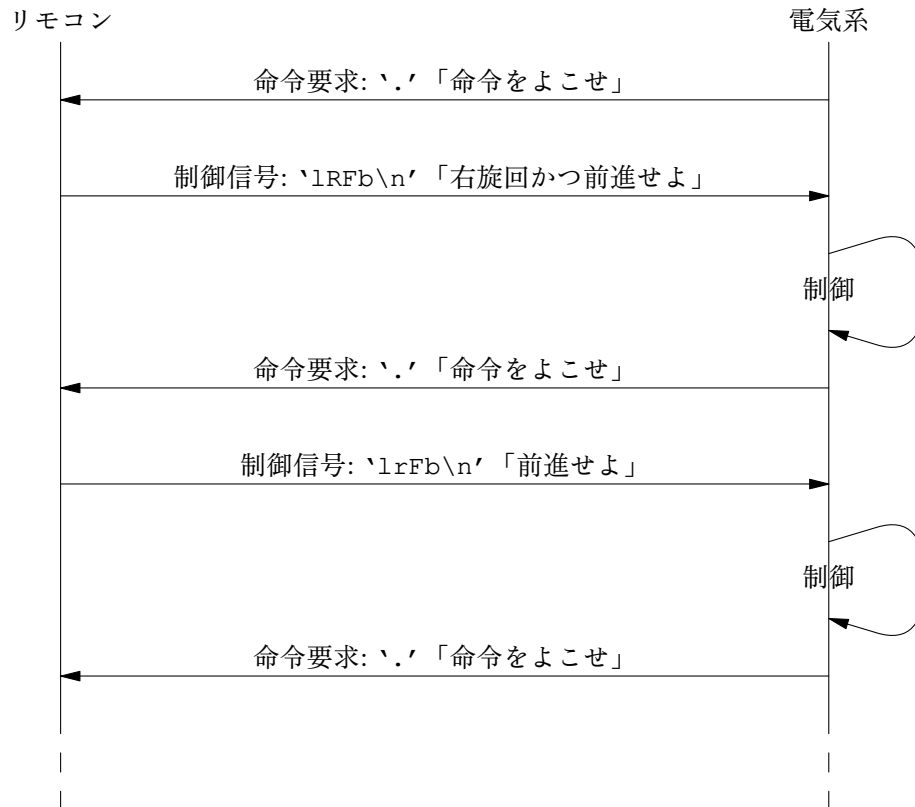 リモコン
電気系
命令要求: ‵.′「命令をよこせ」
制御信号: ‵lRFb\n′「右旋回かつ前進せよ」
制御
命令要求: ‵.′「命令をよこせ」
制御信号: ‵lrFb\n′「前進せよ」
制御
命令要求: ‵.′「命令をよこせ」